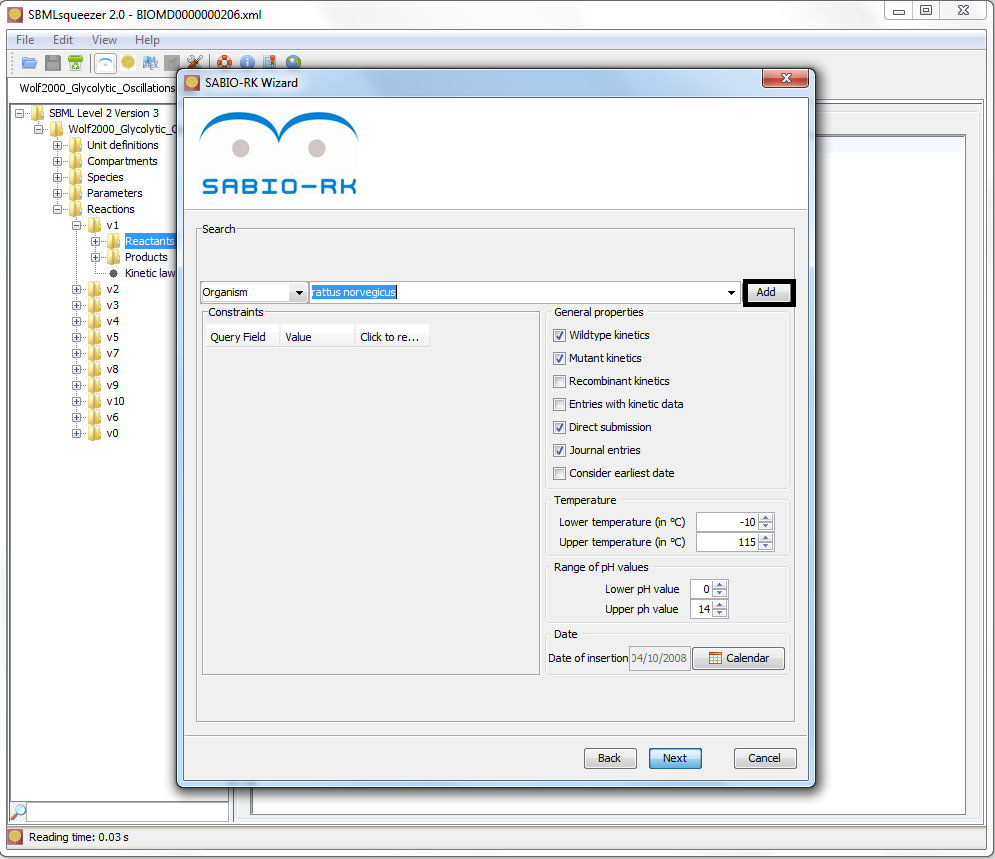 SBMLsqueezer 2.0 - BIOMD0000000206.xml
File Edit View Help
Wolf2000_Glycolytic_Oscillations
SBML Level 2 Version 3
Wolf2000_Glycolytic_
Unit definitions
Compartments
Species
Parameters
Reactions
v1
Reactants
Products
Kinetic law
v2
v3
v4
v5
v7
v8
v9
v10
v6
v0
SABIO-RK Wizard
SABIO-RK
Search
Organism rattus norvegicus Add
Constraints
Query Field Value Click to re...
General properties
Wildtype kinetics
Mutant kinetics
Recombinant kinetics
Entries with kinetic data
Direct submission
Journal entries
Consider earliest date
Temperature
Lower temperature (in °C) -10
Upper temperature (in °C) 115
Range of pH values
Lower pH value 0
Upper ph value 14
Date
Date of insertion 04/10/2008 Calendar
Back Next Cancel
Reading time: 0.03 s